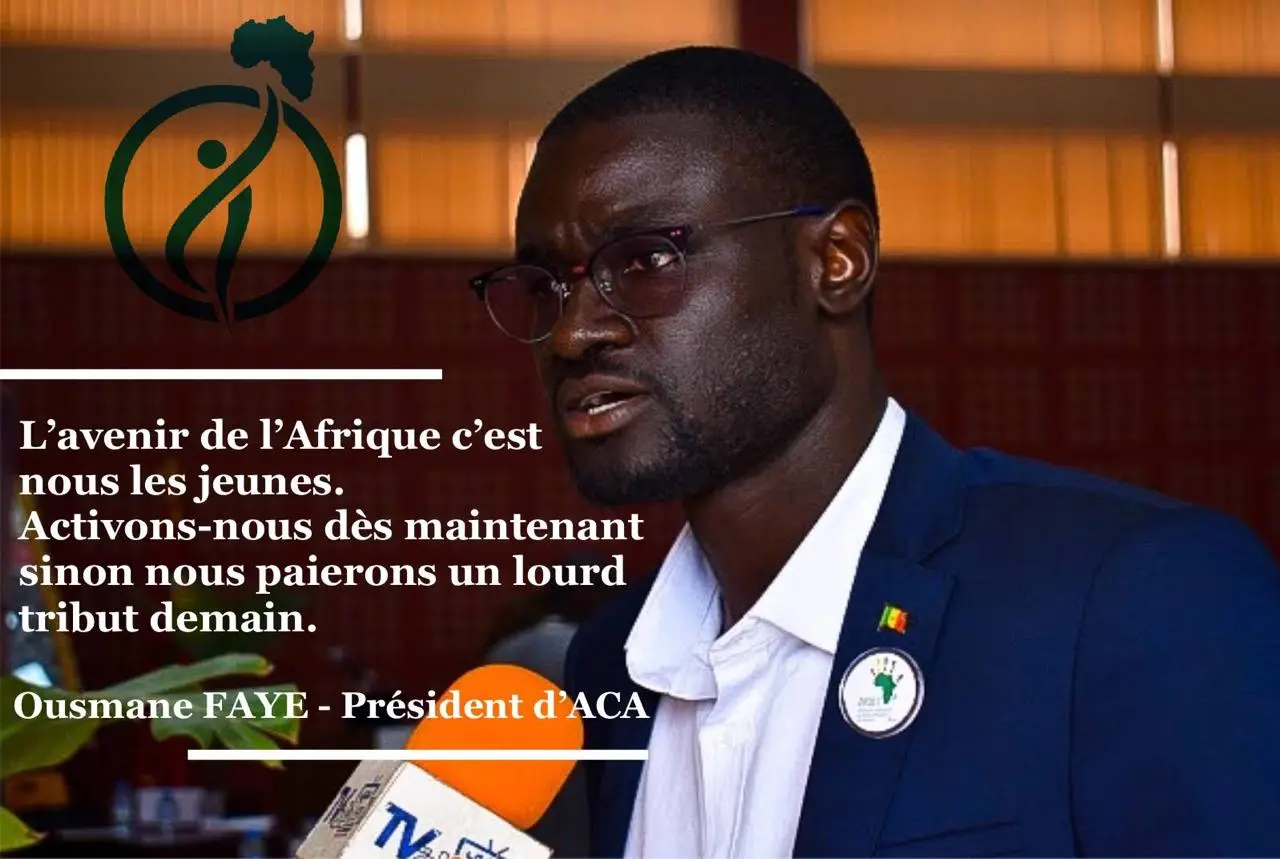 L’avenir de l’Afrique c’est
nous les jeunes.
Activons-nous dès maintenant
sinon nous paierons un lourd
tribut demain.
Ousmane FAYE - Président d’ACA
TV